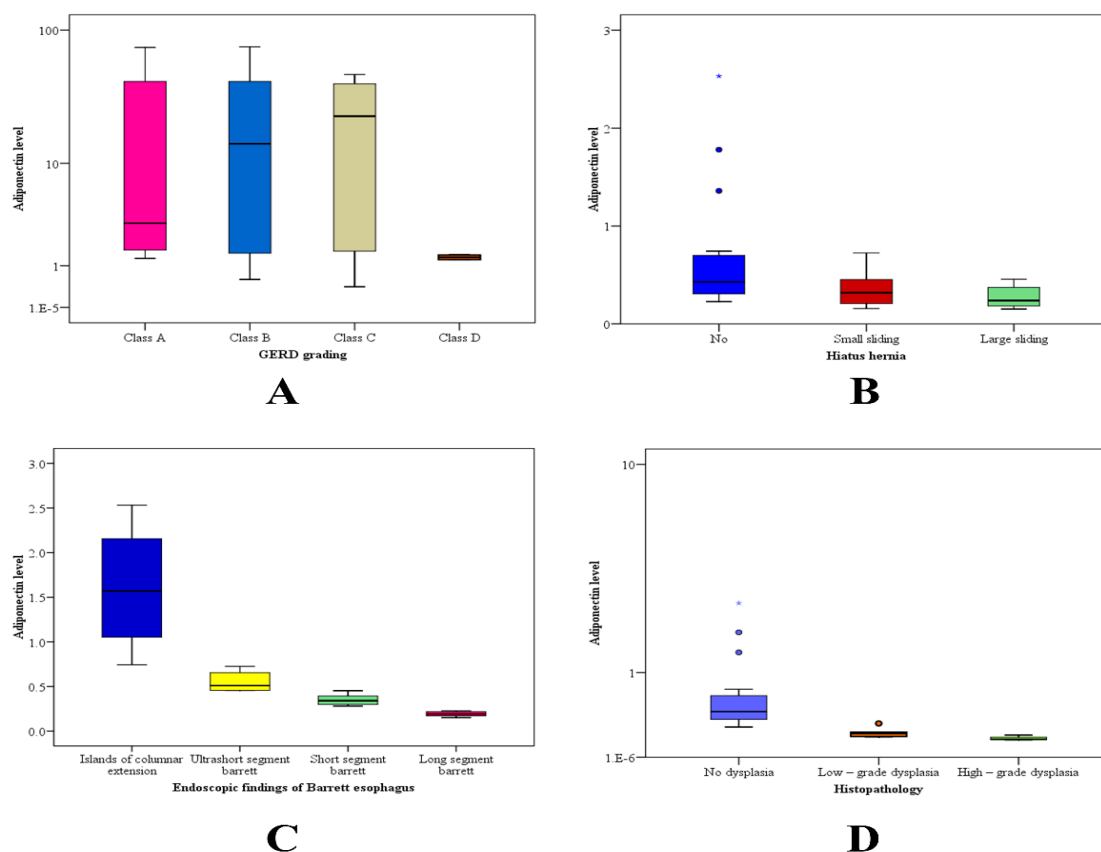 100
10
1
1.E-5
Adiponectin level
Class A
Class B
Class C
Class D
GERD grading
A
3
2
1
0
Adiponectin level
No
Small sliding
Large sliding
Hiatus hernia
B
3.0
2.5
2.0
1.5
1.0
0.5
0.0
Adiponectin level
Islands of columnar
extension
Ultrashort segment
barrett
Short segment
barrett
Long segment
barrett
Endoscopic findings of Barrett esophagus
C
10
1
1.E-6
Adiponectin level
No dysplasia
Low – grade dysplasia
High – grade dysplasia
Histopathology
D